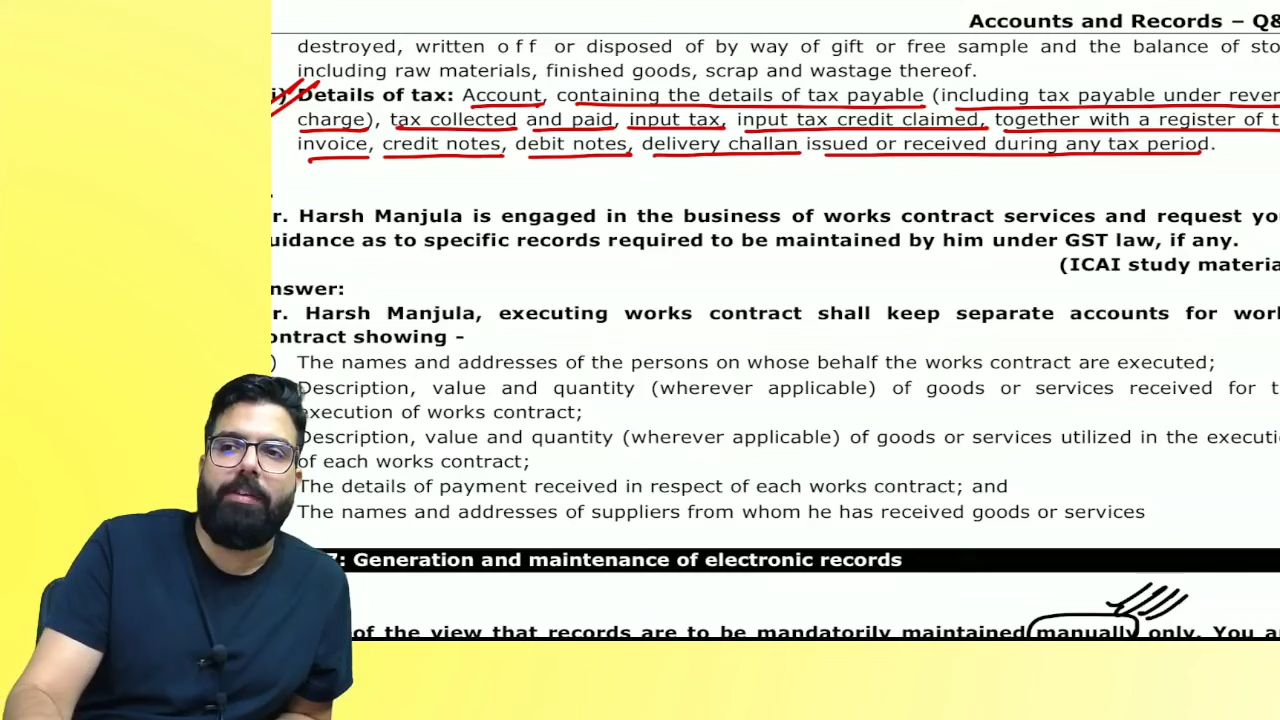 Accounts and Records – Q&
destroyed, written off or disposed of by way of gift or free sample and the balance of sto
including raw materials, finished goods, scrap and wastage thereof.
i) Details of tax: Account, containing the details of tax payable (including tax payable under rever
charge), tax collected and paid, input tax, input tax credit claimed, together with a register of t
invoice, credit notes, debit notes, delivery challan issued or received during any tax period.
r. Harsh Manjula is engaged in the business of works contract services and request yo
uidance as to specific records required to be maintained by him under GST law, if any.
(ICAI study materia
nswer:
r. Harsh Manjula, executing works contract shall keep separate accounts for wor
ontract showing -
) The names and addresses of the persons on whose behalf the works contract are executed;
Description, value and quantity (wherever applicable) of goods or services received for t
execution of works contract;
Description, value and quantity (wherever applicable) of goods or services utilized in the executi
of each works contract;
The details of payment received in respect of each works contract; and
The names and addresses of suppliers from whom he has received goods or services
7: Generation and maintenance of electronic records
of the view that records are to be mandatorily maintained manually only. You a